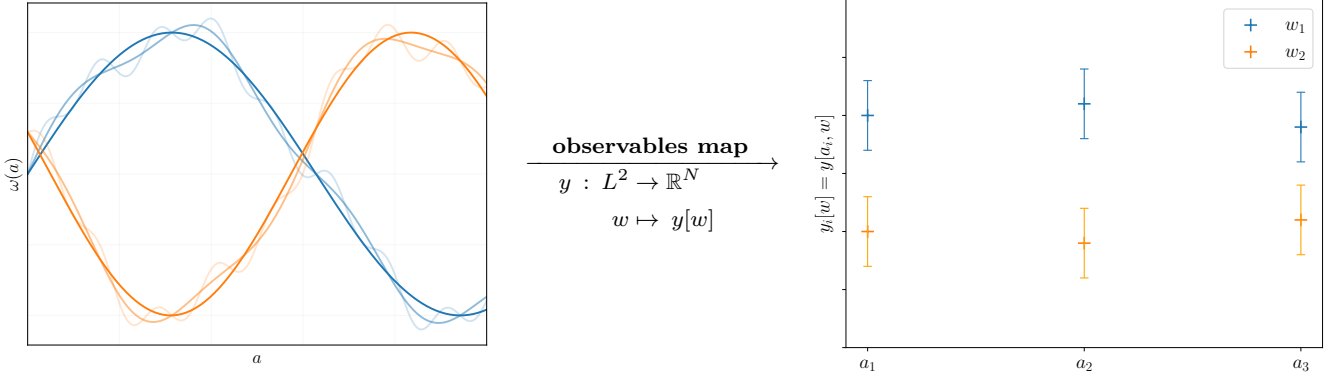 ω(a)
a
observables map
y : L² → ℝᴺ
w ↦ y[w]
yᵢ[w] = y[aᵢ, w]
w₁
w₂
a₁ a₂ a₃